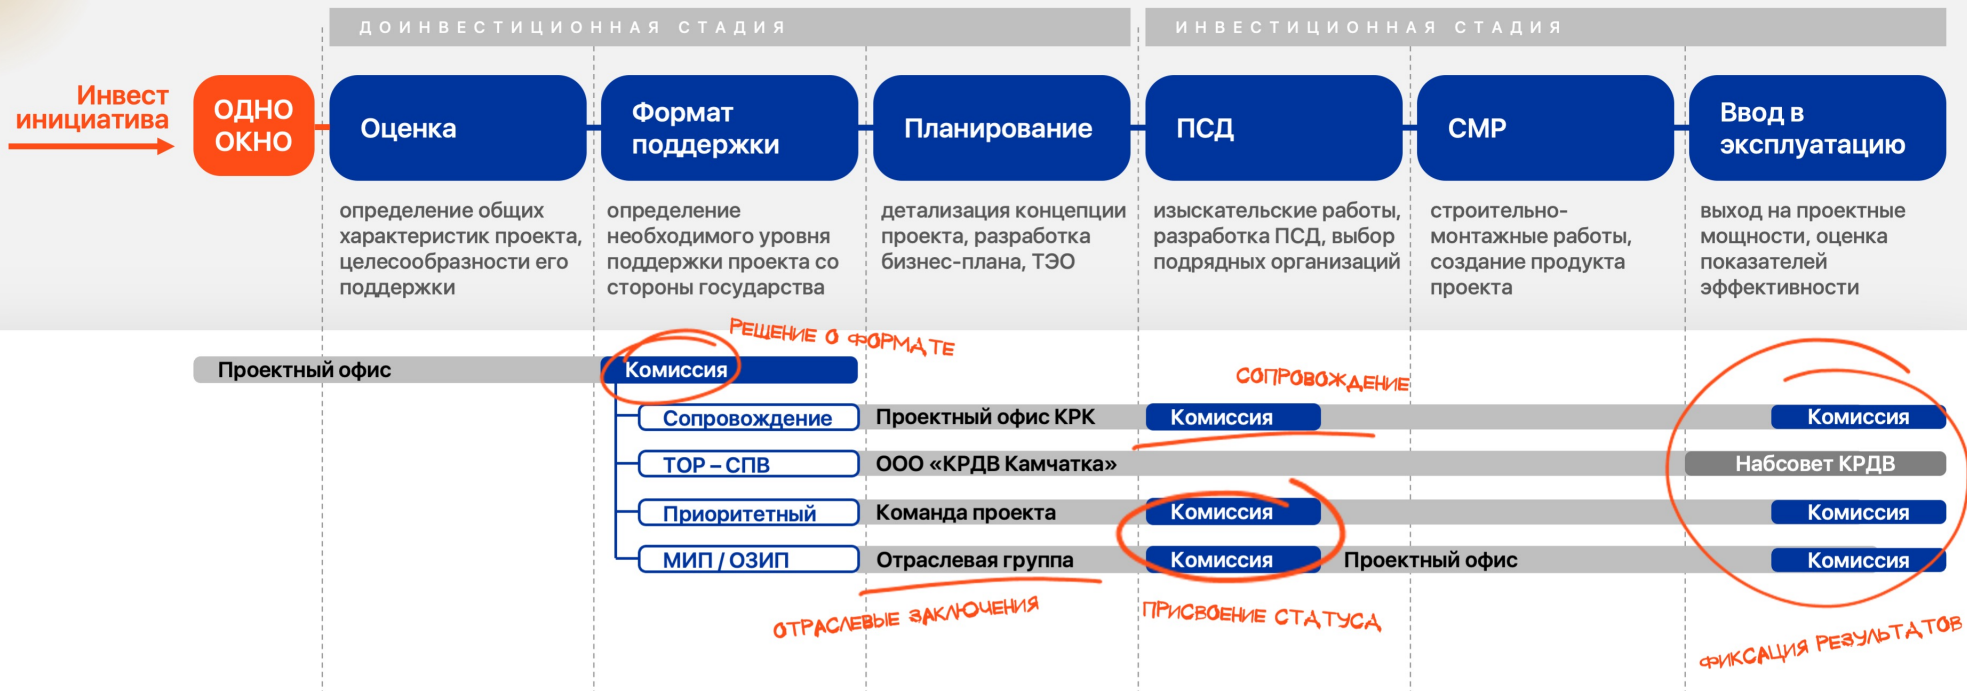 ДОИНВЕСТИЦИОННАЯ СТАДИЯ
ИНВЕСТИЦИОННАЯ СТАДИЯ
Инвест
инициатива
ОДНО
ОКНО
Оценка
Формат
поддержки
Планирование
ПСД
СМР
Ввод в
эксплуатацию
определение общих
характеристик проекта,
целесообразности его
поддержки
определение
необходимого уровня
поддержки проекта со
стороны государства
детализация концепции
проекта, разработка
бизнес-плана, ТЭО
изыскательские работы,
разработка ПСД, выбор
подрядных организаций
строительно-
монтажные работы,
создание продукта
проекта
выход на проектные
мощности, оценка
показателей
эффективности
РЕШЕНИЕ О ФОРМАТЕ
Проектный офис
Комиссия
СОПРОВОЖДЕНИЕ
Сопровождение
Проектный офис КРК
Комиссия
Комиссия
ТОР – СПВ
ООО «КРДВ Камчатка»
Набсовет КРДВ
Приоритетный
Команда проекта
Комиссия
Комиссия
МИП / ОЗИП
Отраслевая группа
Комиссия
Проектный офис
Комиссия
ОТРАСЛЕВЫЕ ЗАКЛЮЧЕНИЯ
ПРИСВОЕНИЕ СТАТУСА
ФИКСАЦИЯ РЕЗУЛЬТАТОВ